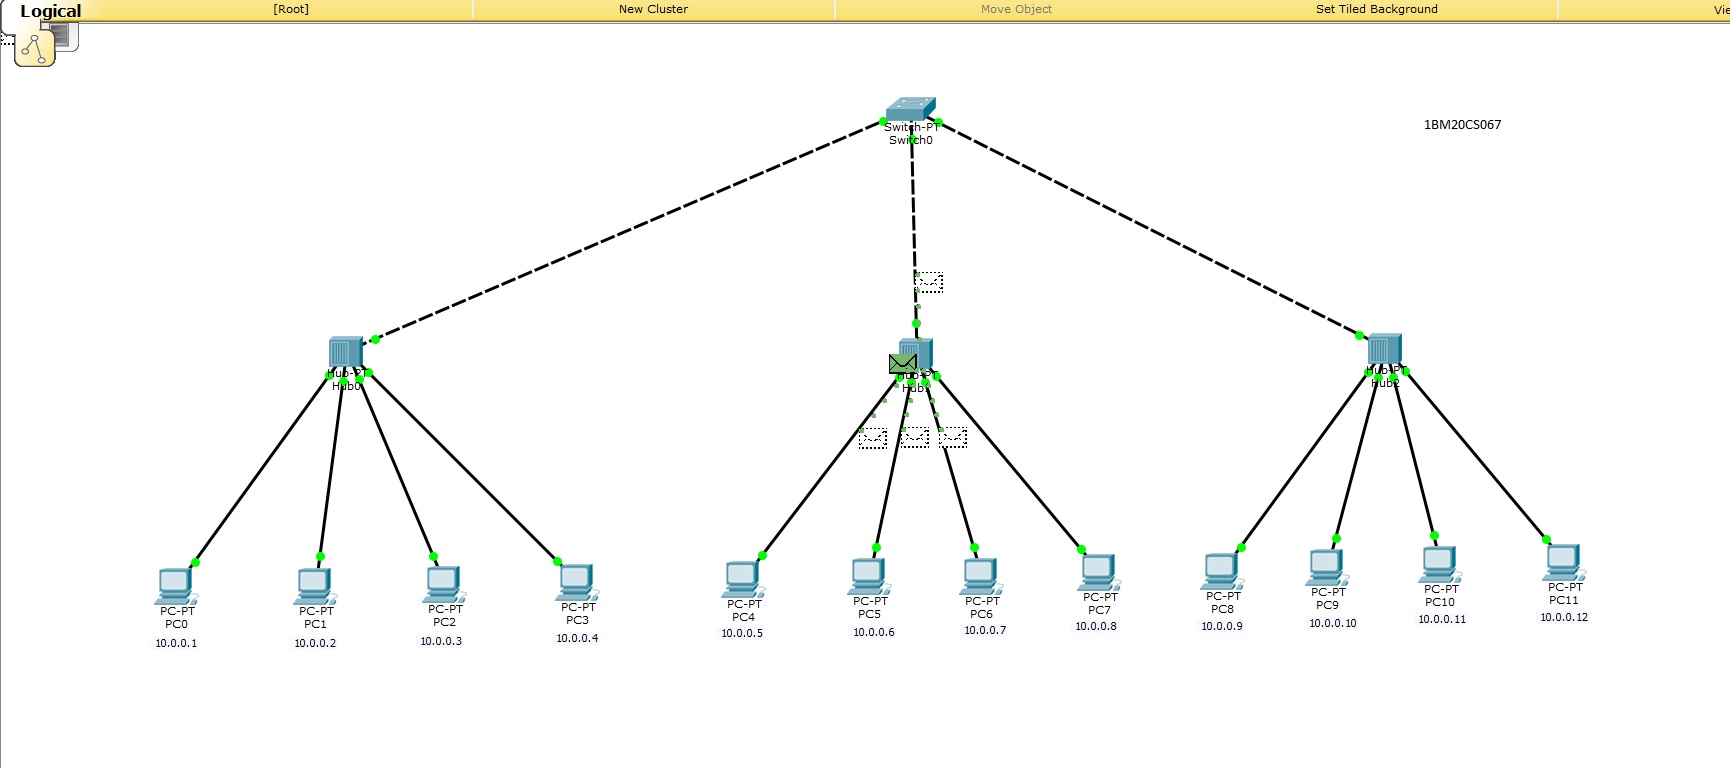 Logical
[Root]
New Cluster
Move Object
Set Tiled Background
1BM20CS067
Switch-PT
Switch0
Hub-PT
Hub0
Hub-PT
Hub2
PC-PT
PC0
10.0.0.1
PC-PT
PC1
10.0.0.2
PC-PT
PC2
10.0.0.3
PC-PT
PC3
10.0.0.4
PC-PT
PC4
10.0.0.5
PC-PT
PC5
10.0.0.6
PC-PT
PC6
10.0.0.7
PC-PT
PC7
10.0.0.8
PC-PT
PC8
10.0.0.9
PC-PT
PC9
10.0.0.10
PC-PT
PC10
10.0.0.11
PC-PT
PC11
10.0.0.12